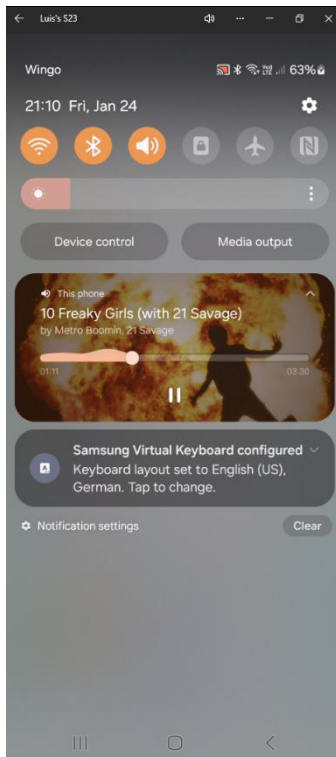 Luis's S23
Wingo
63%
21:10 Fri, Jan 24
Device control
Media output
This phone
10 Freaky Girls (with 21 Savage)
by Metro Boomin, 21 Savage
01:11
03:30
Samsung Virtual Keyboard configured
Keyboard layout set to English (US),
German. Tap to change.
Notification settings
Clear